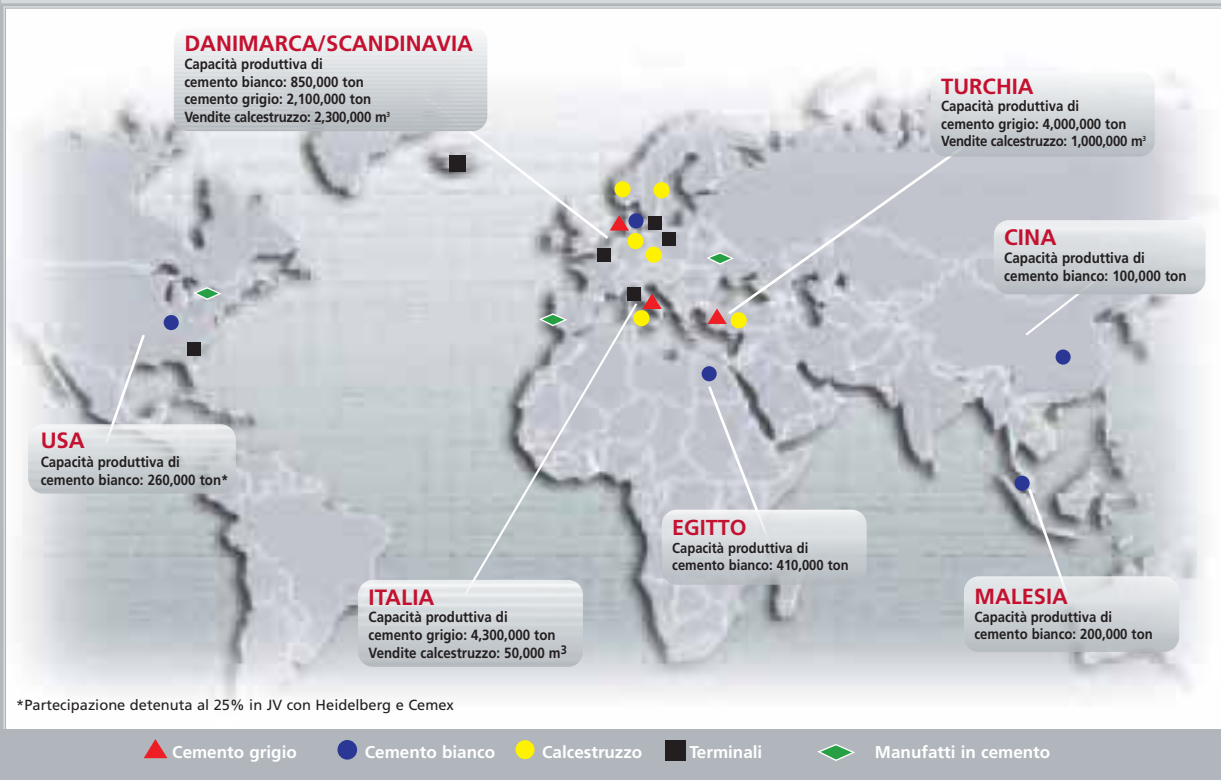 DANIMARCA/SCANDINAVIA
Capacità produttiva di
cemento bianco: 850,000 ton
cemento grigio: 2,100,000 ton
Vendite calcestruzzo: 2,300,000 m³
TURCHIA
Capacità produttiva di
cemento grigio: 4,000,000 ton
Vendite calcestruzzo: 1,000,000 m³
CINA
Capacità produttiva di
cemento bianco: 100,000 ton
USA
Capacità produttiva di
cemento bianco: 260,000 ton*
EGITTO
Capacità produttiva di
cemento bianco: 410,000 ton
ITALIA
Capacità produttiva di
cemento grigio: 4,300,000 ton
Vendite calcestruzzo: 50,000 m³
MALESIA
Capacità produttiva di
cemento bianco: 200,000 ton
*Partecipazione detenuta al 25% in JV con Heidelberg e Cemex
Cemento grigio Cemento bianco Calcestruzzo Terminali Manufatti in cemento